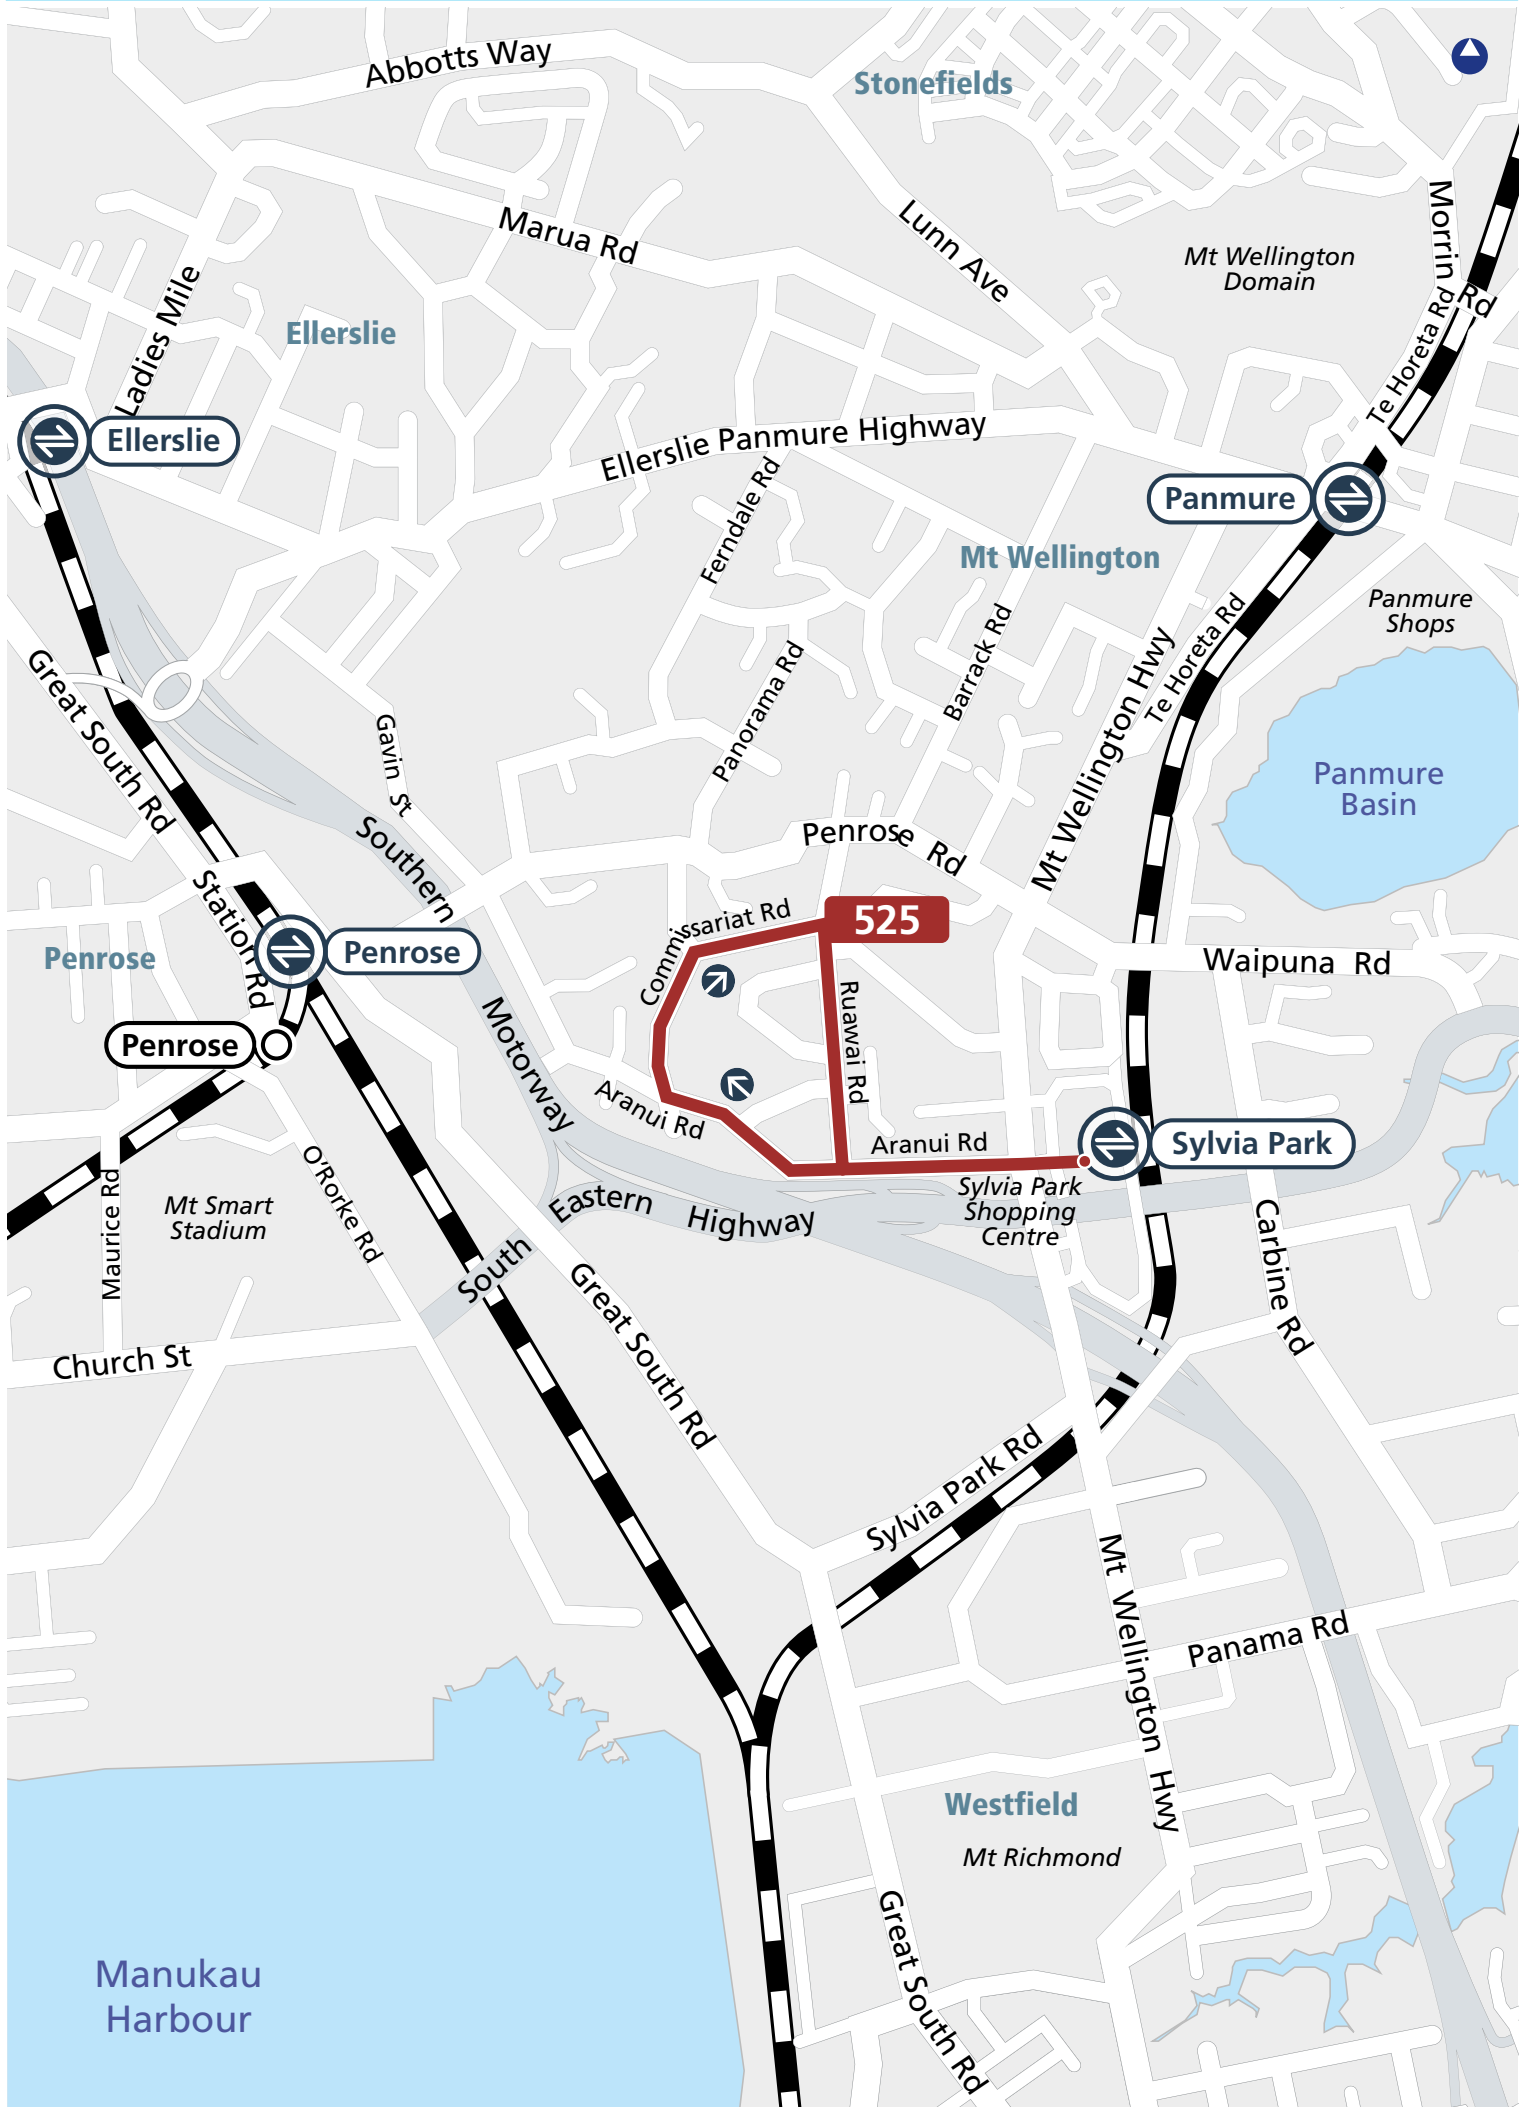 Abbotts Way
Stonefields
Morrin
Rd
Marua Rd
Lunn Ave
Mt Wellington
Domain
Ladies Mile
Ellerslie
Te Horeta Rd
Ellerslie
Ellerslie Panmure Highway
Panmure
Ferndale Rd
Mt Wellington
Panmure
Shops
Te Horeta Rd
Barrack Rd
Mt Wellington Hwy
Panorama Rd
Great South Rd
Gavin St
Panmure
Basin
Southern
Motorway
Penrose Rd
Station Rd
Commissariat Rd
525
Penrose
Penrose
Waipuna Rd
Ruawai Rd
Penrose
Aranui Rd
Aranui Rd
Sylvia Park
Maurice Rd
Mt Smart
Stadium
O'Rorke Rd
South
Eastern
Highway
Sylvia Park
Shopping
Centre
Carbine Rd
Great South Rd
Church St
Sylvia Park Rd
Mt Wellington Hwy
Panama Rd
Westfield
Mt Richmond
Great South Rd
Manukau
Harbour